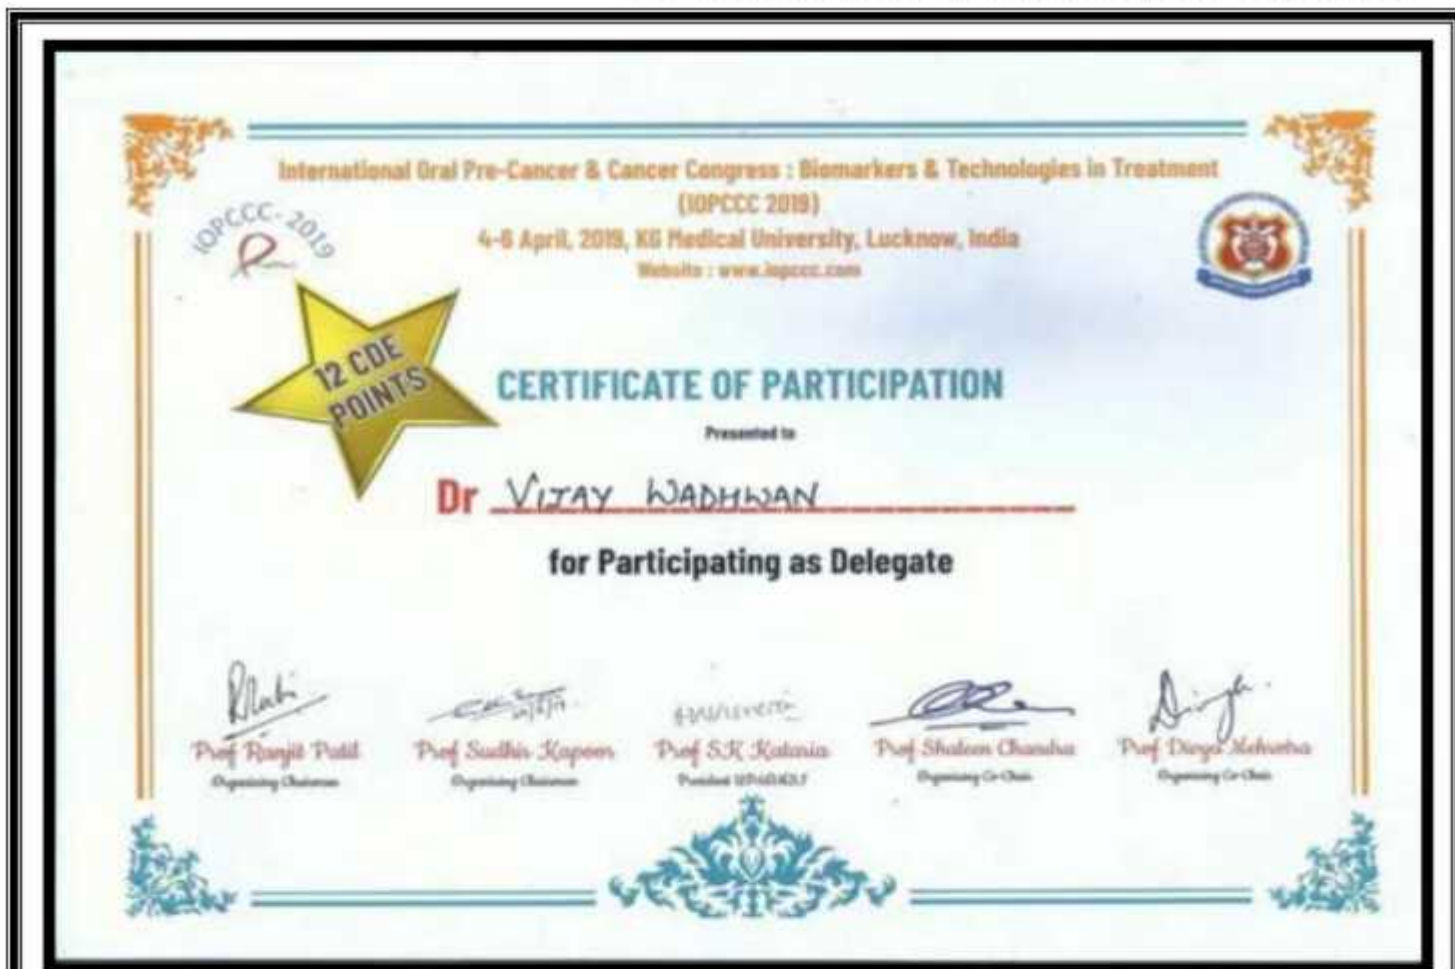 International Oral Pre-Cancer & Cancer Congress : Biomarkers & Technologies in Treatment
(IOPCCC 2019)
4-6 April, 2019, KG Medical University, Lucknow, India
Website : www.iopccc.com
IOPCCC-2019
12 CDE
POINTS
CERTIFICATE OF PARTICIPATION
Presented to
Dr VIJAY WADHWAN
for Participating as Delegate
Prof Ranjit Patil
Organising Chairman
Prof Sudhir Kapoor
Organising Chairman
Prof S.K Kataria
President
Prof Shaleen Chandra
Organising Co-Chair
Prof Divya Mehrotra
Organising Co-Chair